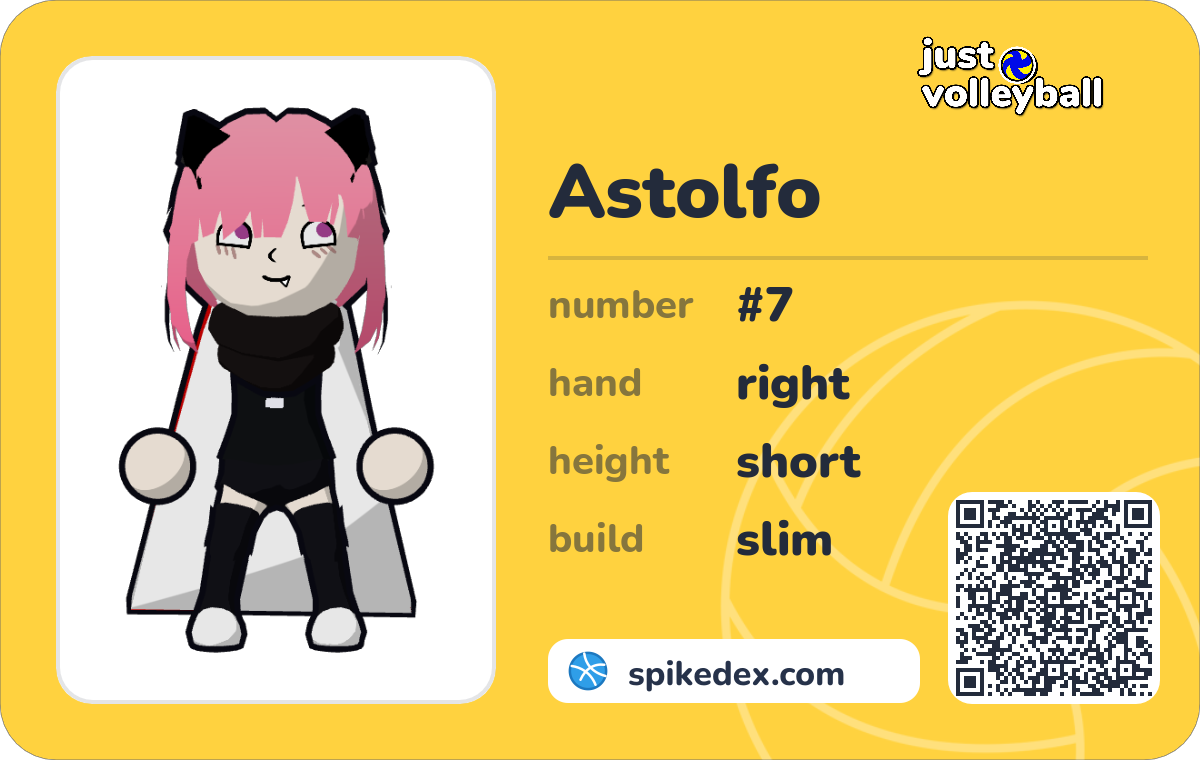 just
volleyball
Astolfo
number #7
hand right
height short
build slim
spikedex.com